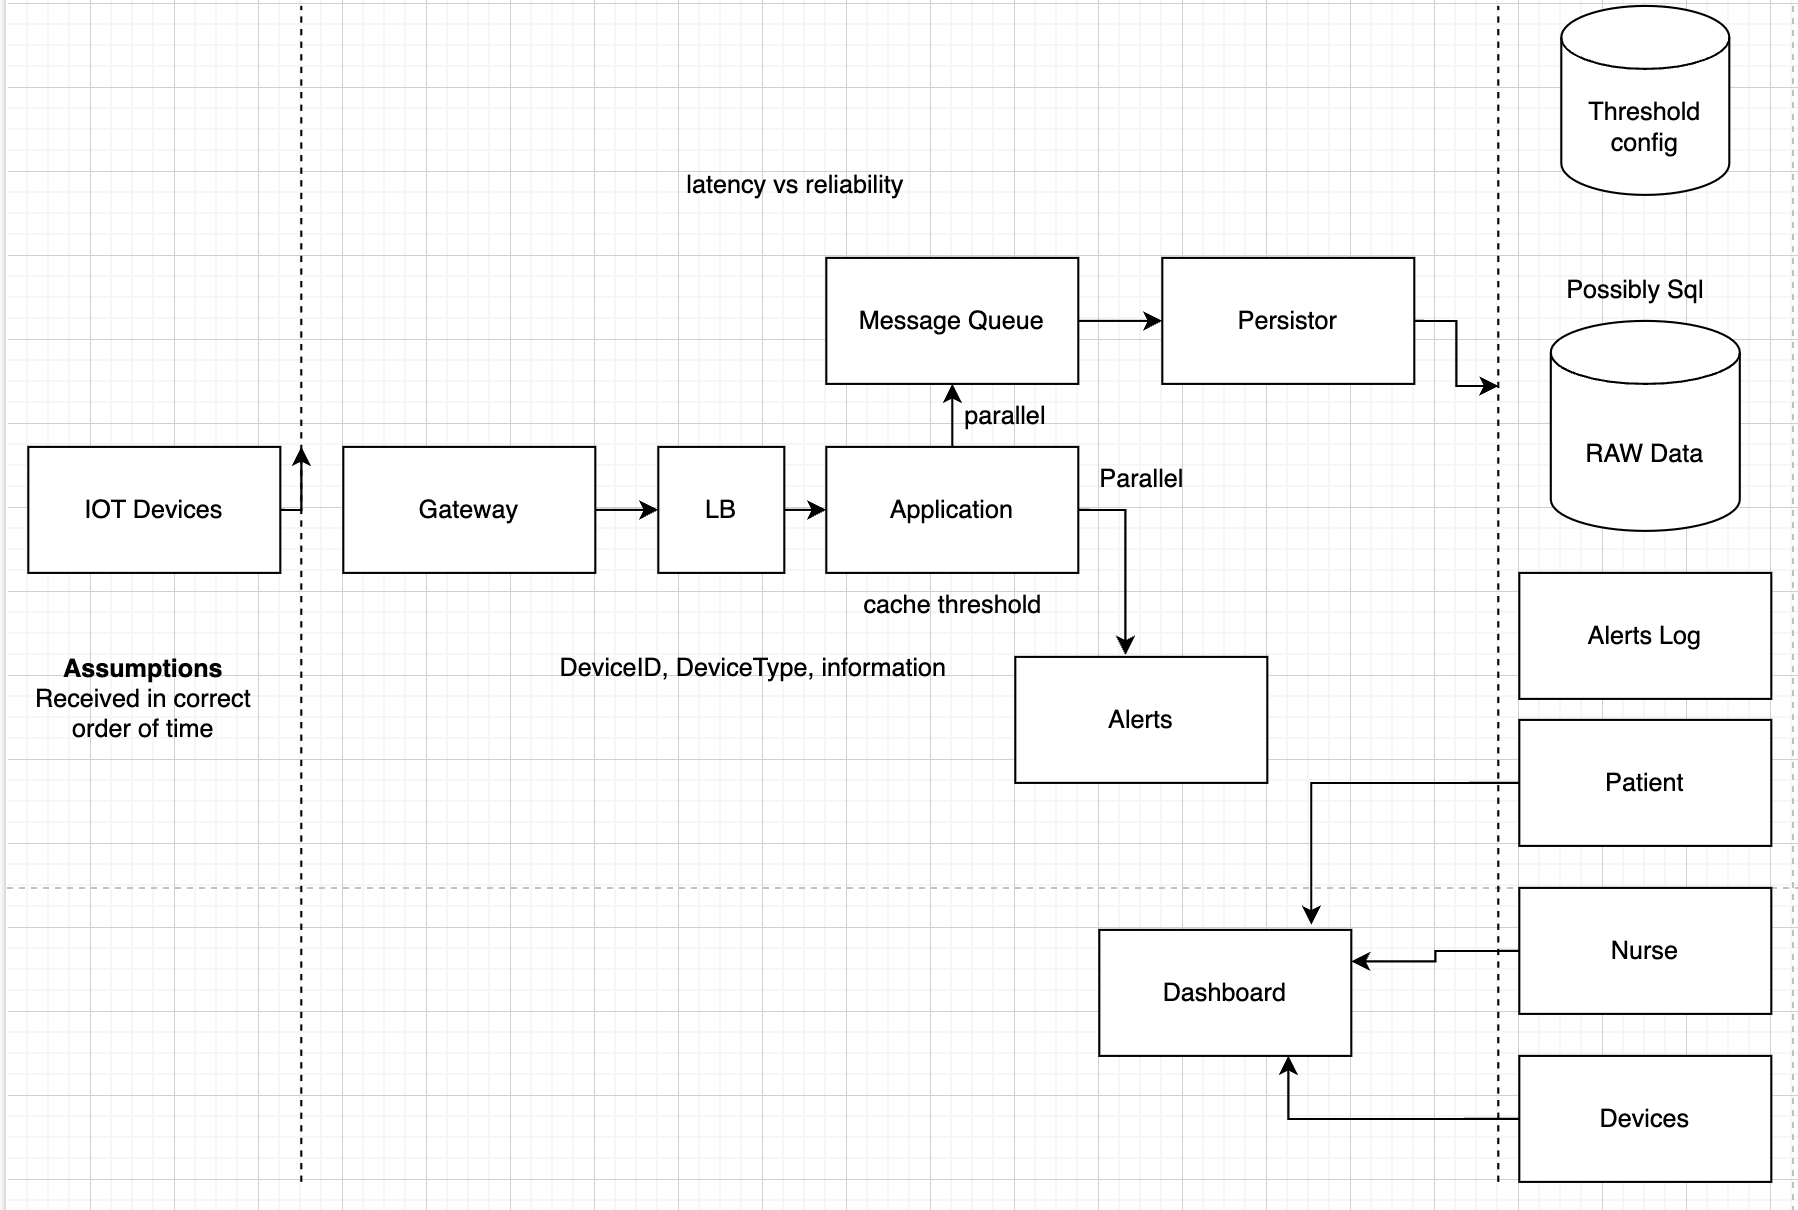 Threshold
config
latency vs reliability
Possibly Sql
Message Queue
Persistor
parallel
RAW Data
Parallel
IOT Devices
Gateway
LB
Application
cache threshold
Alerts Log
Assumptions
Received in correct
order of time
DeviceID, DeviceType, information
Alerts
Patient
Nurse
Dashboard
Devices